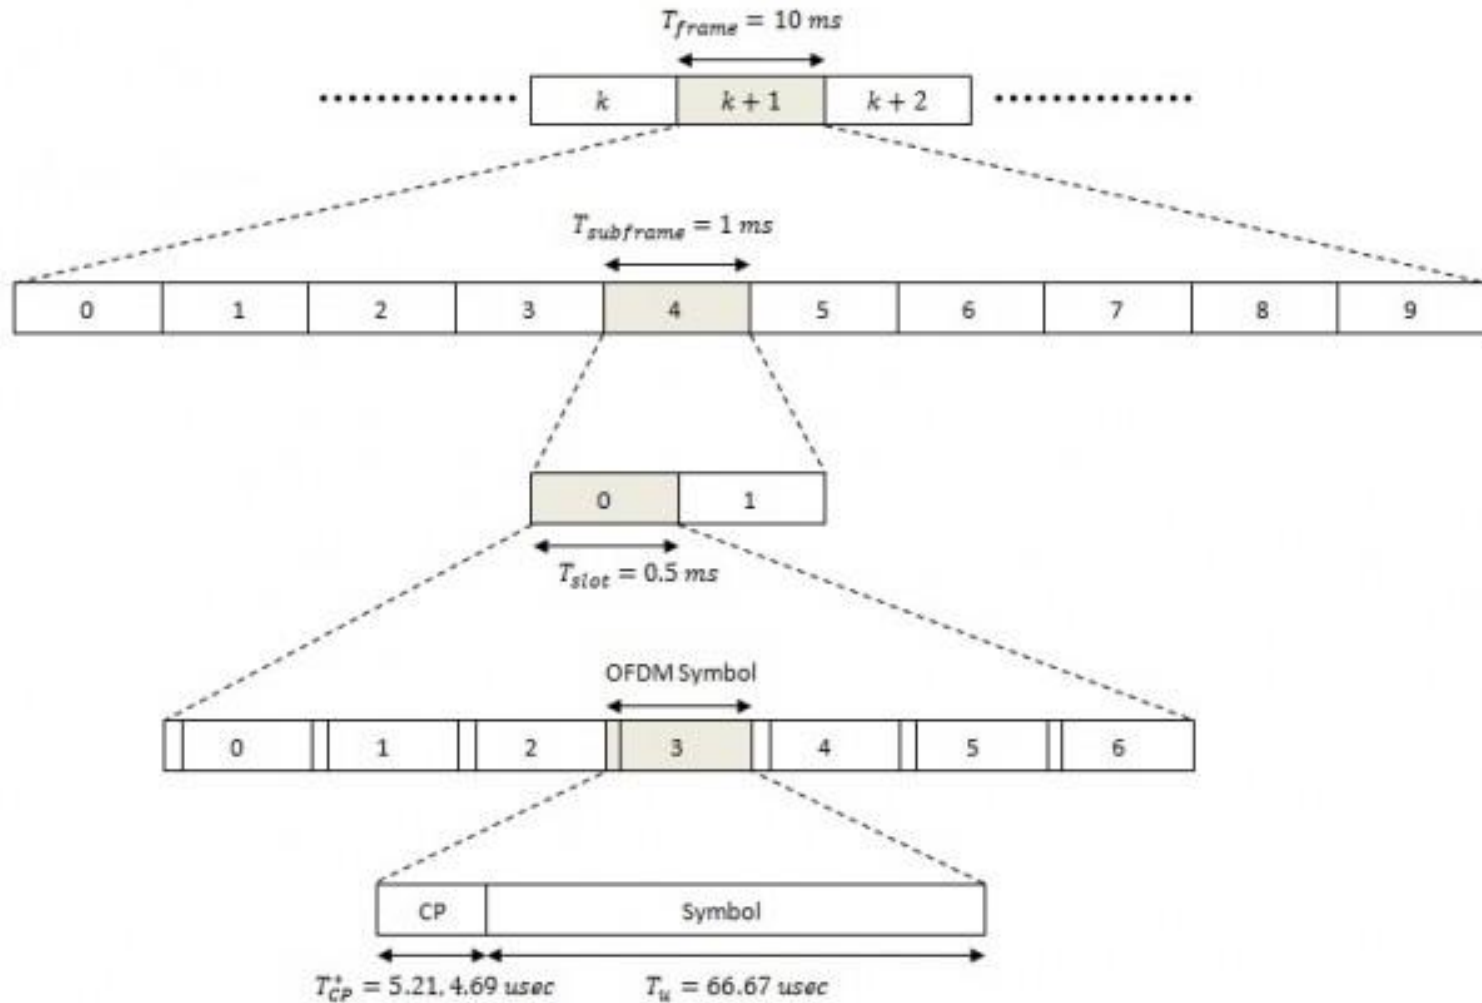 T_frame = 10 ms
k k + 1 k + 2
T_subframe = 1 ms
0 1 2 3 4 5 6 7 8 9
0 1
T_slot = 0.5 ms
OFDM Symbol
0 1 2 3 4 5 6
CP Symbol
T⁺_CP = 5.21, 4.69 usec T_u = 66.67 usec